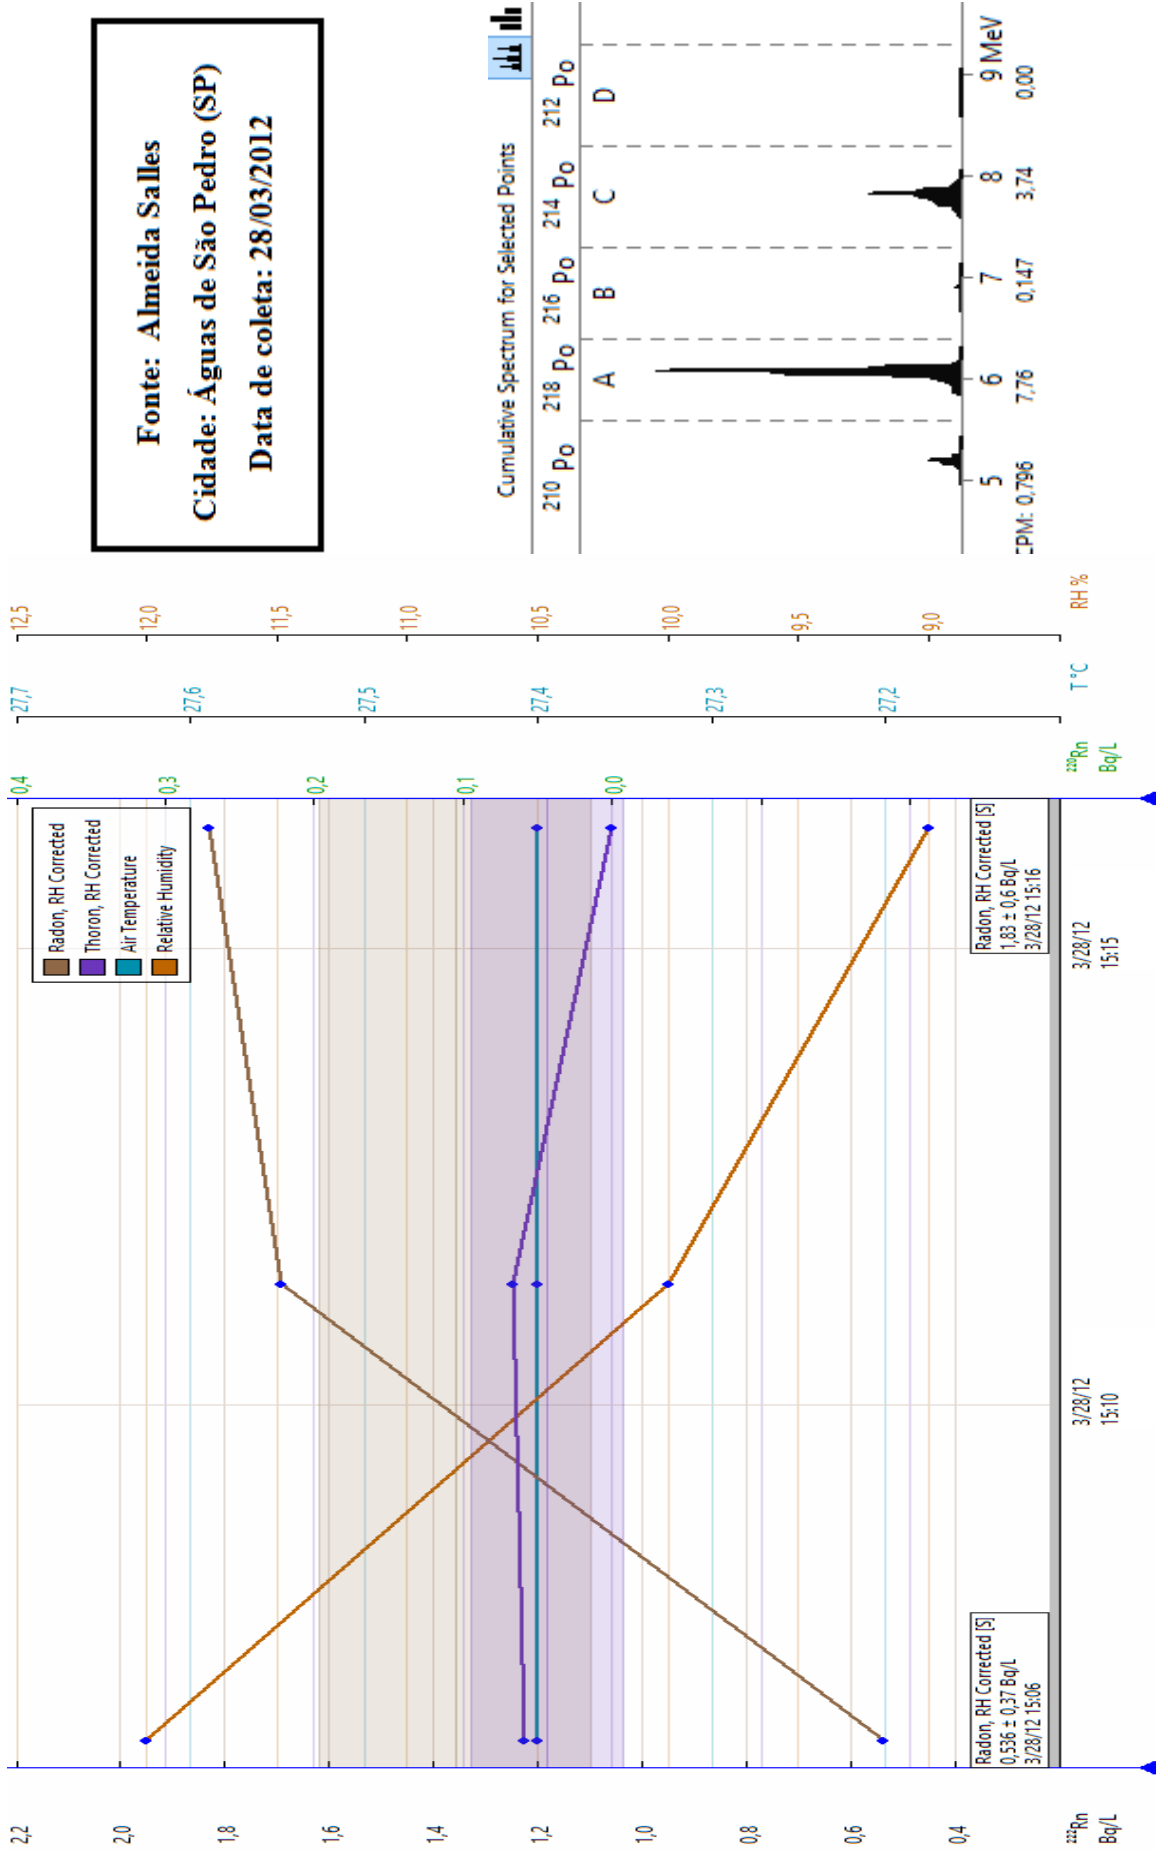 Fonte: Almeida Salles
Cidade: Águas de São Pedro (SP)
Data de coleta: 28/03/2012
Cumulative Spectrum for Selected Points
210 Po
218 Po
216 Po
214 Po
212 Po
A
B
C
D
5
6
7
8
9 MeV
CPM: 0,796
7,76
0,147
3,74
0,00
2,2
2,0
1,8
1,6
1,4
1,2
1,0
0,8
0,6
0,4
²²²Rn
Bq/L
Radon, RH Corrected
Thoron, RH Corrected
Air Temperature
Relative Humidity
Radon, RH Corrected [S]
0,536 ± 0,37 Bq/L
3/28/12 15:06
Radon, RH Corrected [S]
1,83 ± 0,6 Bq/L
3/28/12 15:16
3/28/12
15:10
3/28/12
15:15
0,4
0,3
0,2
0,1
0,0
²²⁰Rn
Bq/L
27,7
27,6
27,5
27,4
27,3
27,2
T °C
12,5
12,0
11,5
11,0
10,5
10,0
9,5
9,0
RH %